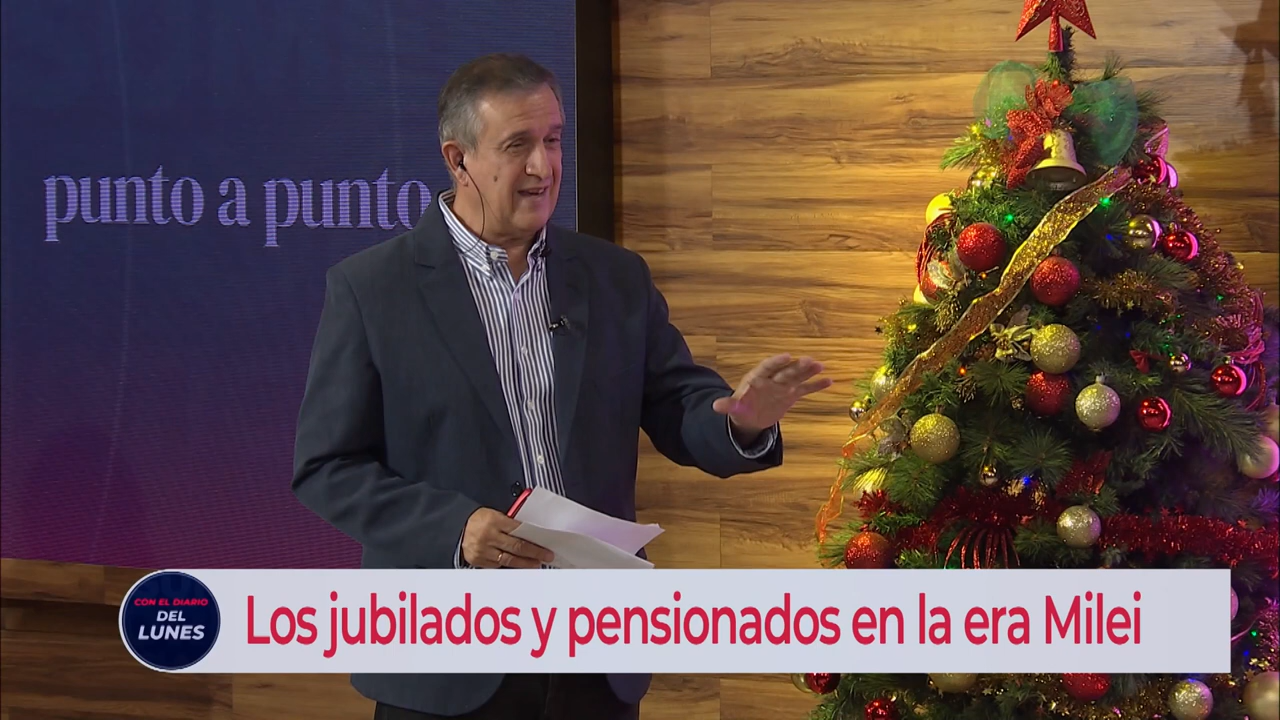 punto a punto
CON EL DIARIO
DEL
LUNES
Los jubilados y pensionados en la era Milei